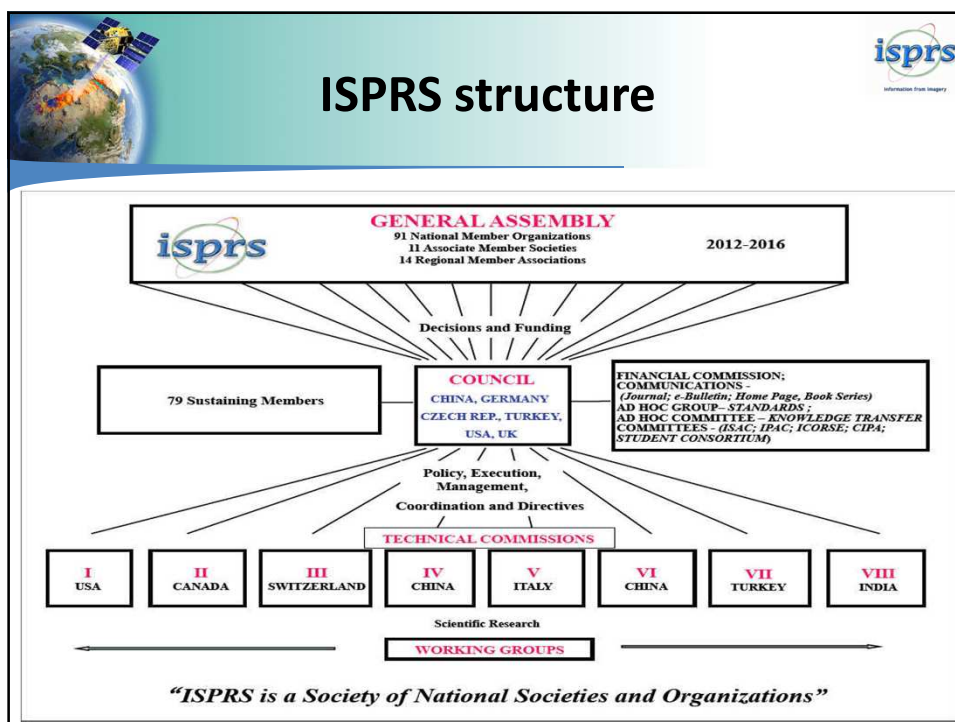 ISPRS structure
isprs
Information from imagery
GENERAL ASSEMBLY
91 National Member Organizations
11 Associate Member Societies
14 Regional Member Associations
isprs
2012-2016
Decisions and Funding
79 Sustaining Members
COUNCIL
CHINA, GERMANY
CZECH REP., TURKEY,
USA, UK
FINANCIAL COMMISSION;
COMMUNICATIONS -
(Journal; e-Bulletin; Home Page, Book Series)
AD HOC GROUP– STANDARDS ;
AD HOC COMMITTEE – KNOWLEDGE TRANSFER
COMMITTEES - (ISAC; IPAC; ICORSE; CIPA;
STUDENT CONSORTIUM)
Policy, Execution,
Management,
Coordination and Directives
TECHNICAL COMMISSIONS
I
USA
II
CANADA
III
SWITZERLAND
IV
CHINA
V
ITALY
VI
CHINA
VII
TURKEY
VIII
INDIA
Scientific Research
WORKING GROUPS
“ISPRS is a Society of National Societies and Organizations”